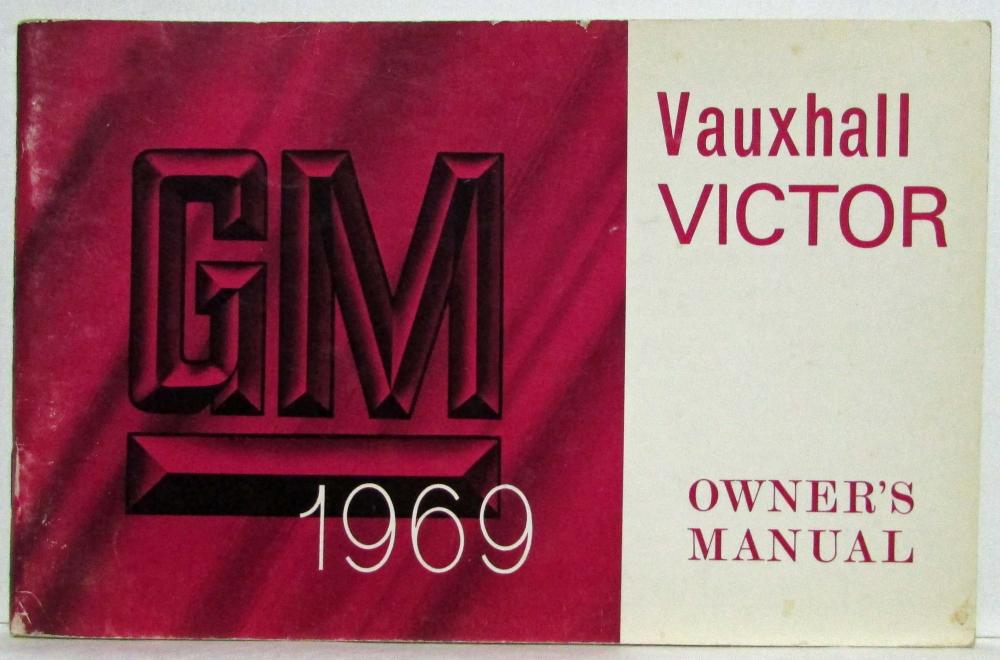 GM
1969
Vauxhall
VICTOR
OWNER'S
MANUAL